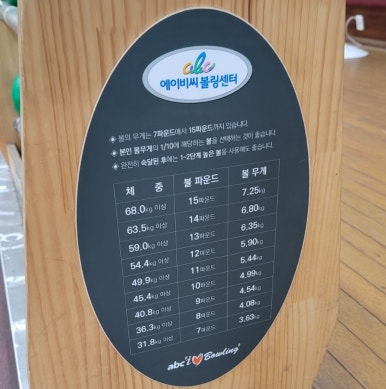 abc
에이비씨 볼링센터
볼의 무게는 7파운드에서 15파운드까지 있습니다.
본인 몸무게의 1/10에 해당하는 볼을 선택하는 것이 좋습니다.
완전히 숙달된 후에는 1~2단계 높은 볼을 사용해도 좋습니다.
체 중 볼 파운드 볼 무게
68.0kg 이상 15파운드 7.25kg
63.5kg 이상 14파운드 6.80kg
59.0kg 이상 13파운드 6.35kg
54.4kg 이상 12파운드 5.90kg
49.9kg 이상 11파운드 5.44kg
45.4kg 이상 10파운드 4.99kg
40.8kg 이상 9파운드 4.54kg
36.3kg 이상 8파운드 4.08kg
31.8kg 이상 7파운드 3.63kg
abc I ♥ Bowling